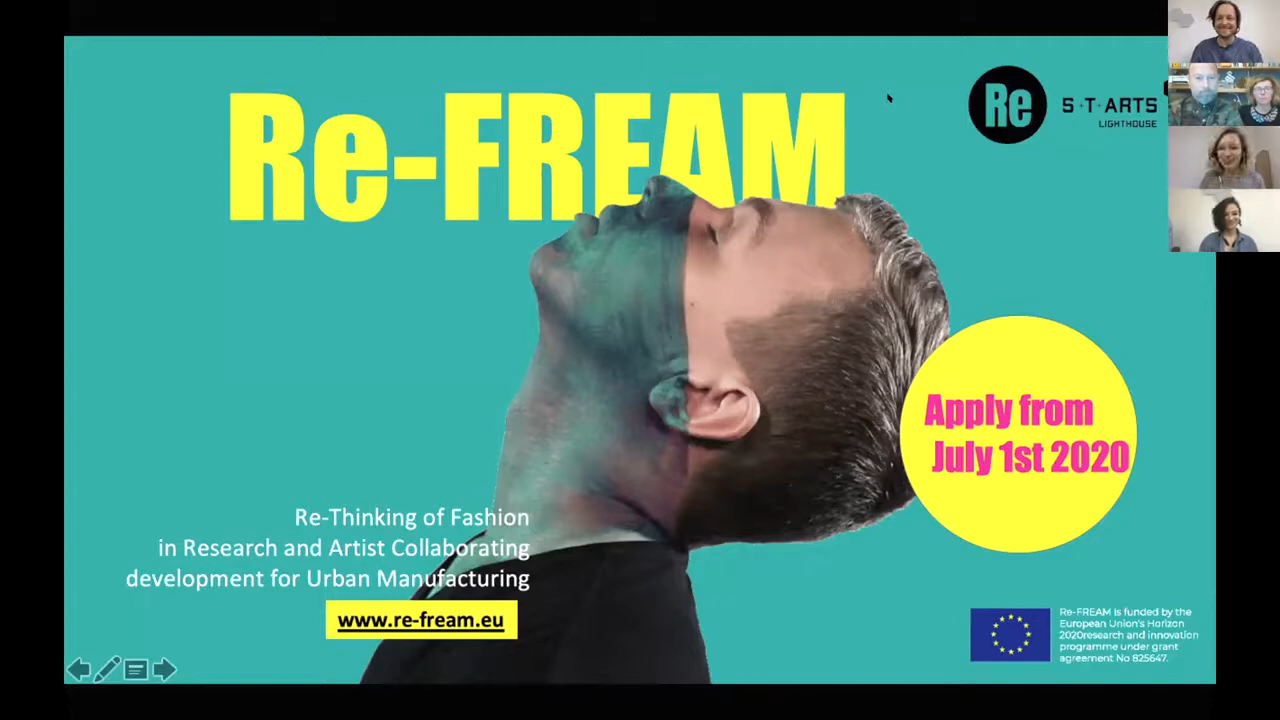 Re-FREAM
Re
S+T+ARTS
LIGHTHOUSE
Apply from
July 1st 2020
Re-Thinking of Fashion
in Research and Artist Collaborating
development for Urban Manufacturing
www.re-fream.eu
Re-FREAM is funded by the
European Union's Horizon
2020research and innovation
programme under grant
agreement No 825647.